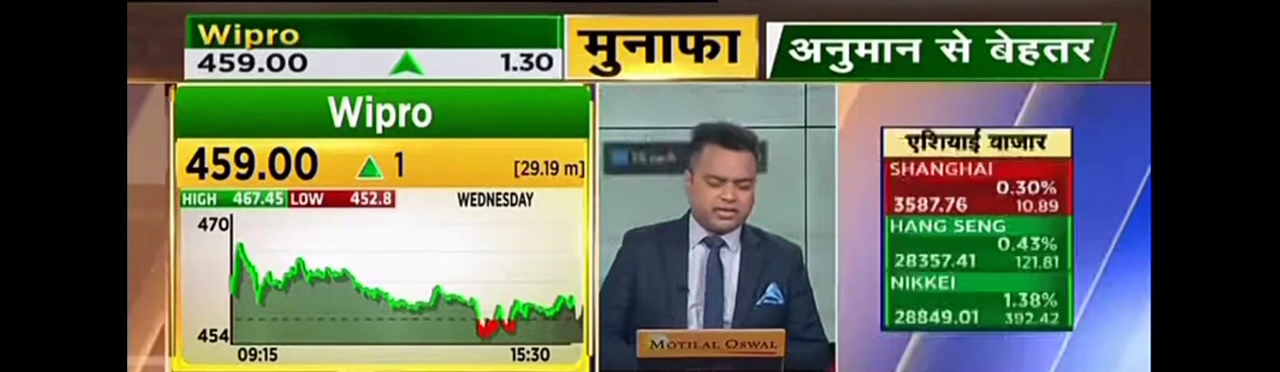 Wipro
459.00 1.30
मुनाफा
अनुमान से बेहतर
Wipro
459.00 1 [29.19 m]
HIGH 467.45 LOW 452.8 WEDNESDAY
470
454
09:15 15:30
MOTILAL OSWAL
एशियाई बाजार
SHANGHAI
0.30%
3587.76 10.89
HANG SENG
0.43%
28357.41 121.81
NIKKEI
1.38%
28849.01 392.42